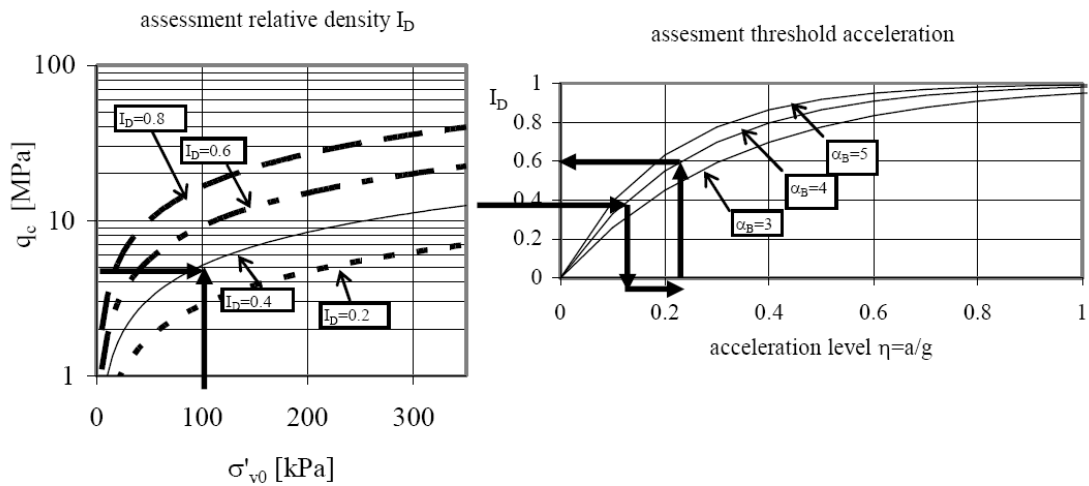 assessment relative density I_D
100
10
1
q_c [MPa]
I_D=0.8
I_D=0.6
I_D=0.4
I_D=0.2
0
100
200
300
σ'_v0 [kPa]
assesment threshold acceleration
I_D
1
0.8
0.6
0.4
0.2
0
α_B=5
α_B=4
α_B=3
0
0.2
0.4
0.6
0.8
1
acceleration level η=a/g